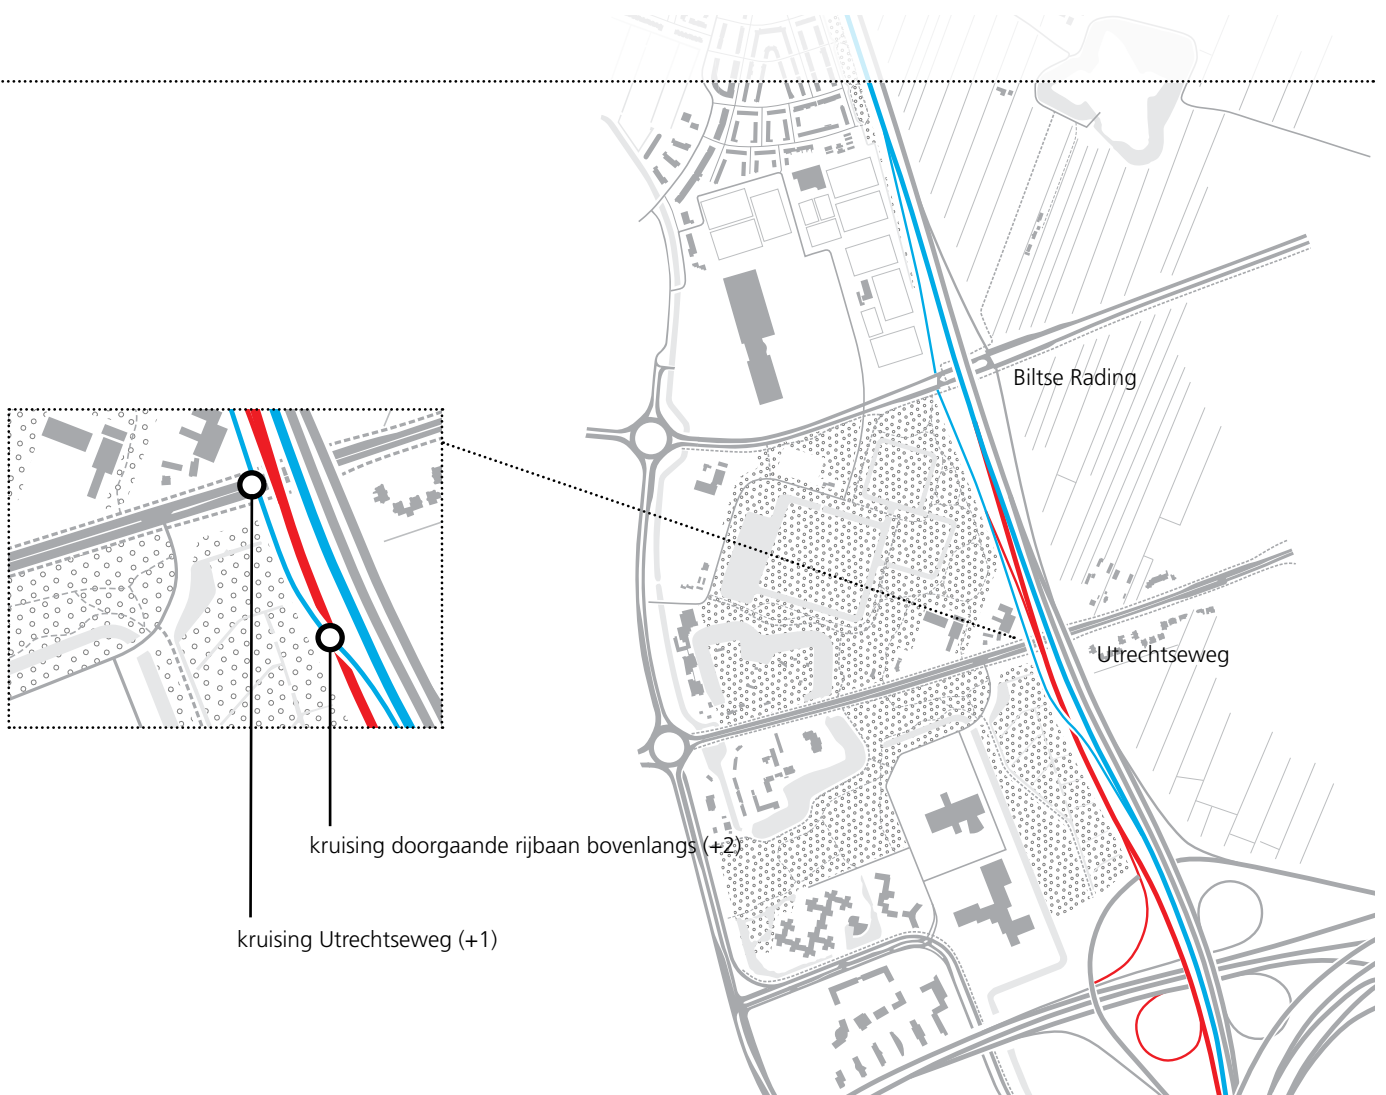 Biltse Rading
Utrechtseweg
kruising doorgaande rijbaan bovenlangs (+2)
kruising Utrechtseweg (+1)